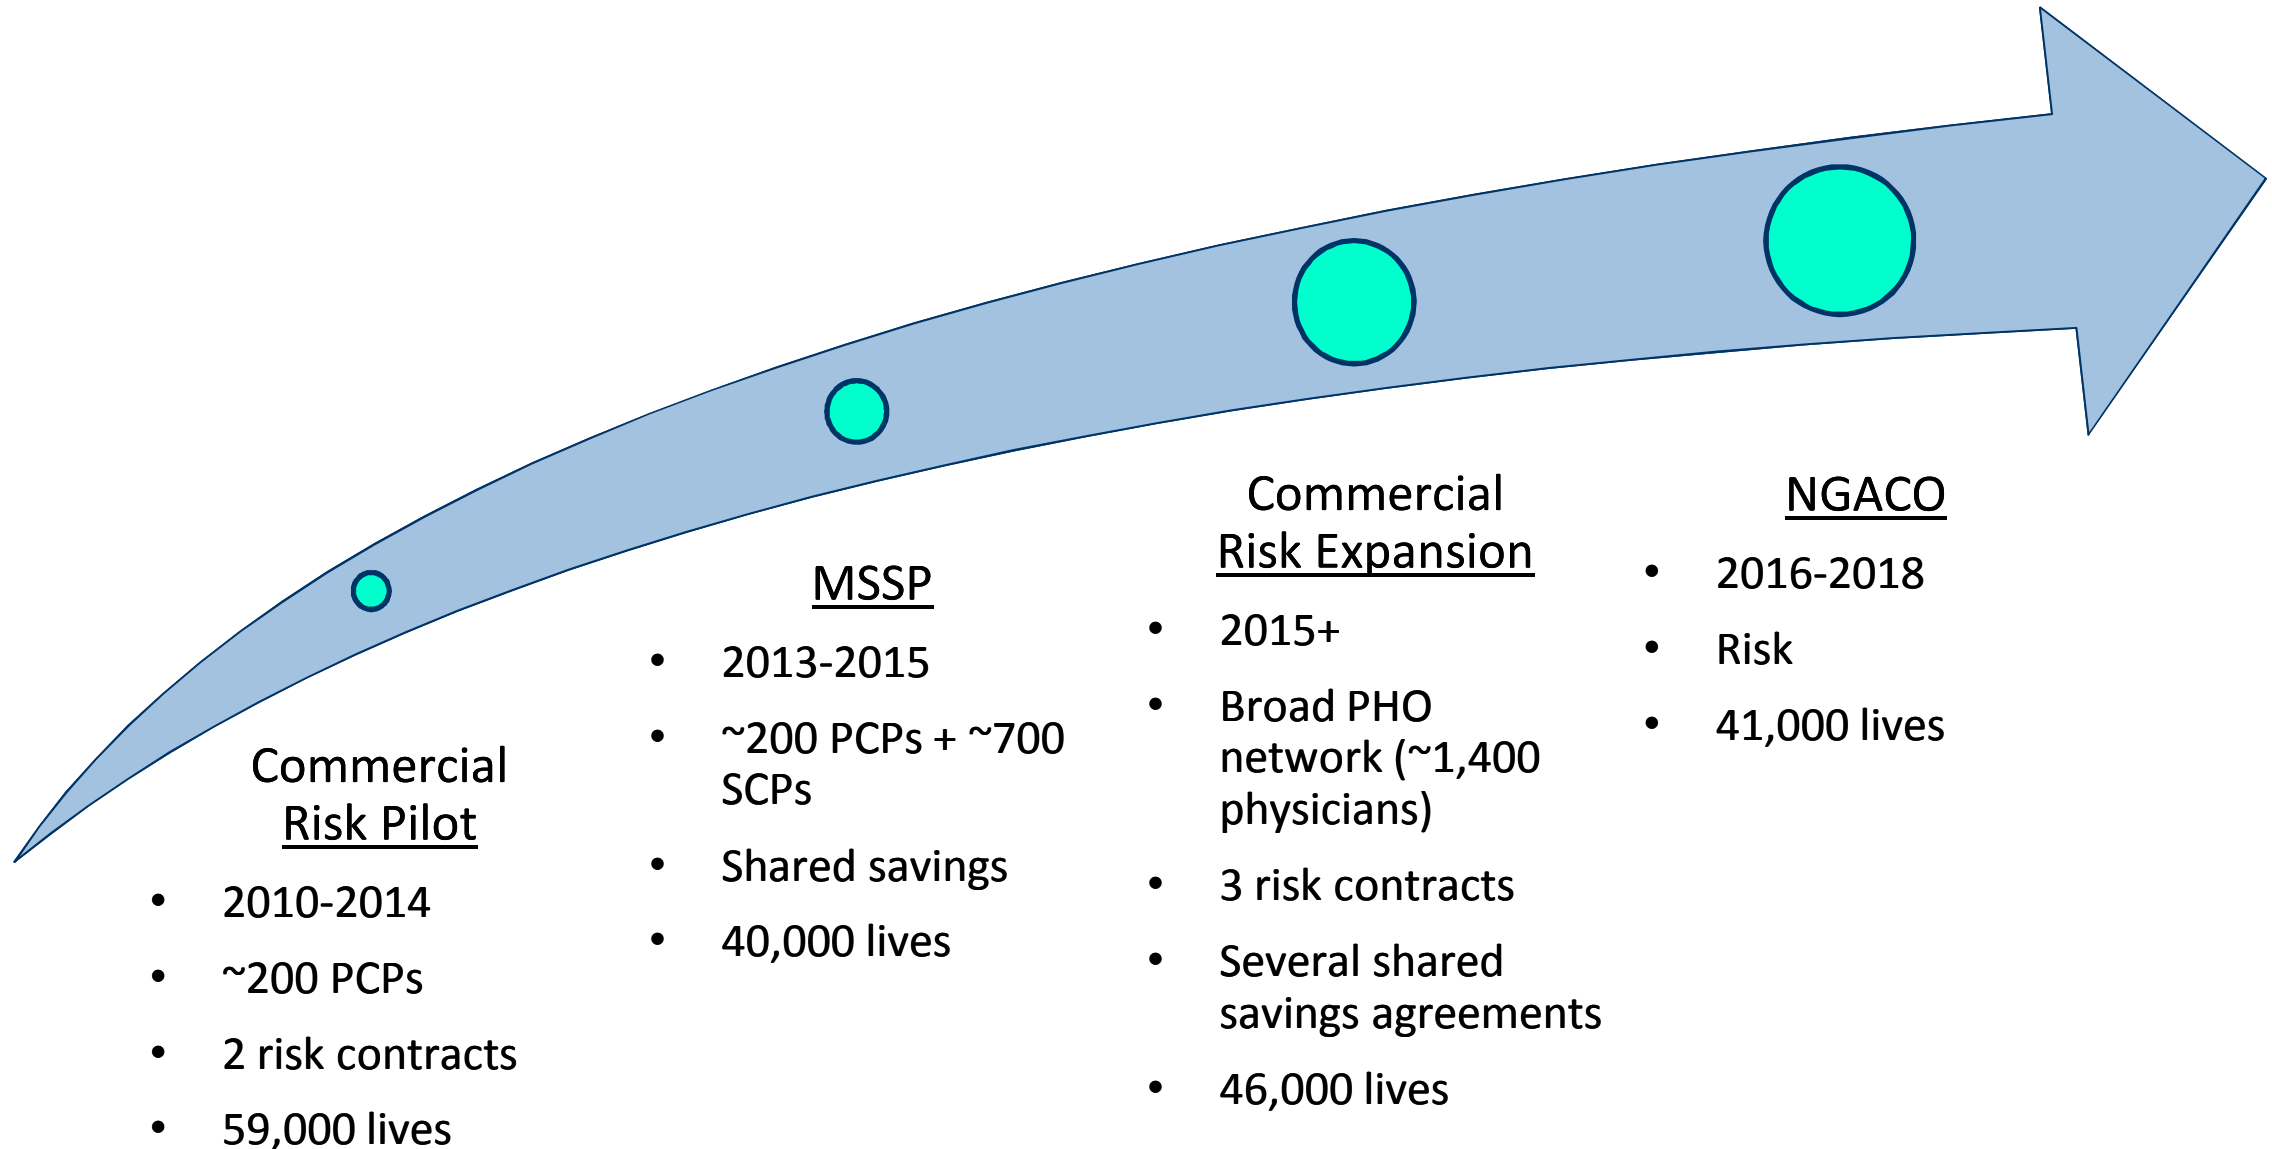 Commercial
Risk Pilot
• 2010-2014
• ~200 PCPs
• 2 risk contracts
• 59,000 lives
MSSP
• 2013-2015
• ~200 PCPs + ~700
SCPs
• Shared savings
• 40,000 lives
Commercial
Risk Expansion
• 2015+
• Broad PHO
network (~1,400
physicians)
• 3 risk contracts
• Several shared
savings agreements
• 46,000 lives
NGACO
• 2016-2018
• Risk
• 41,000 lives